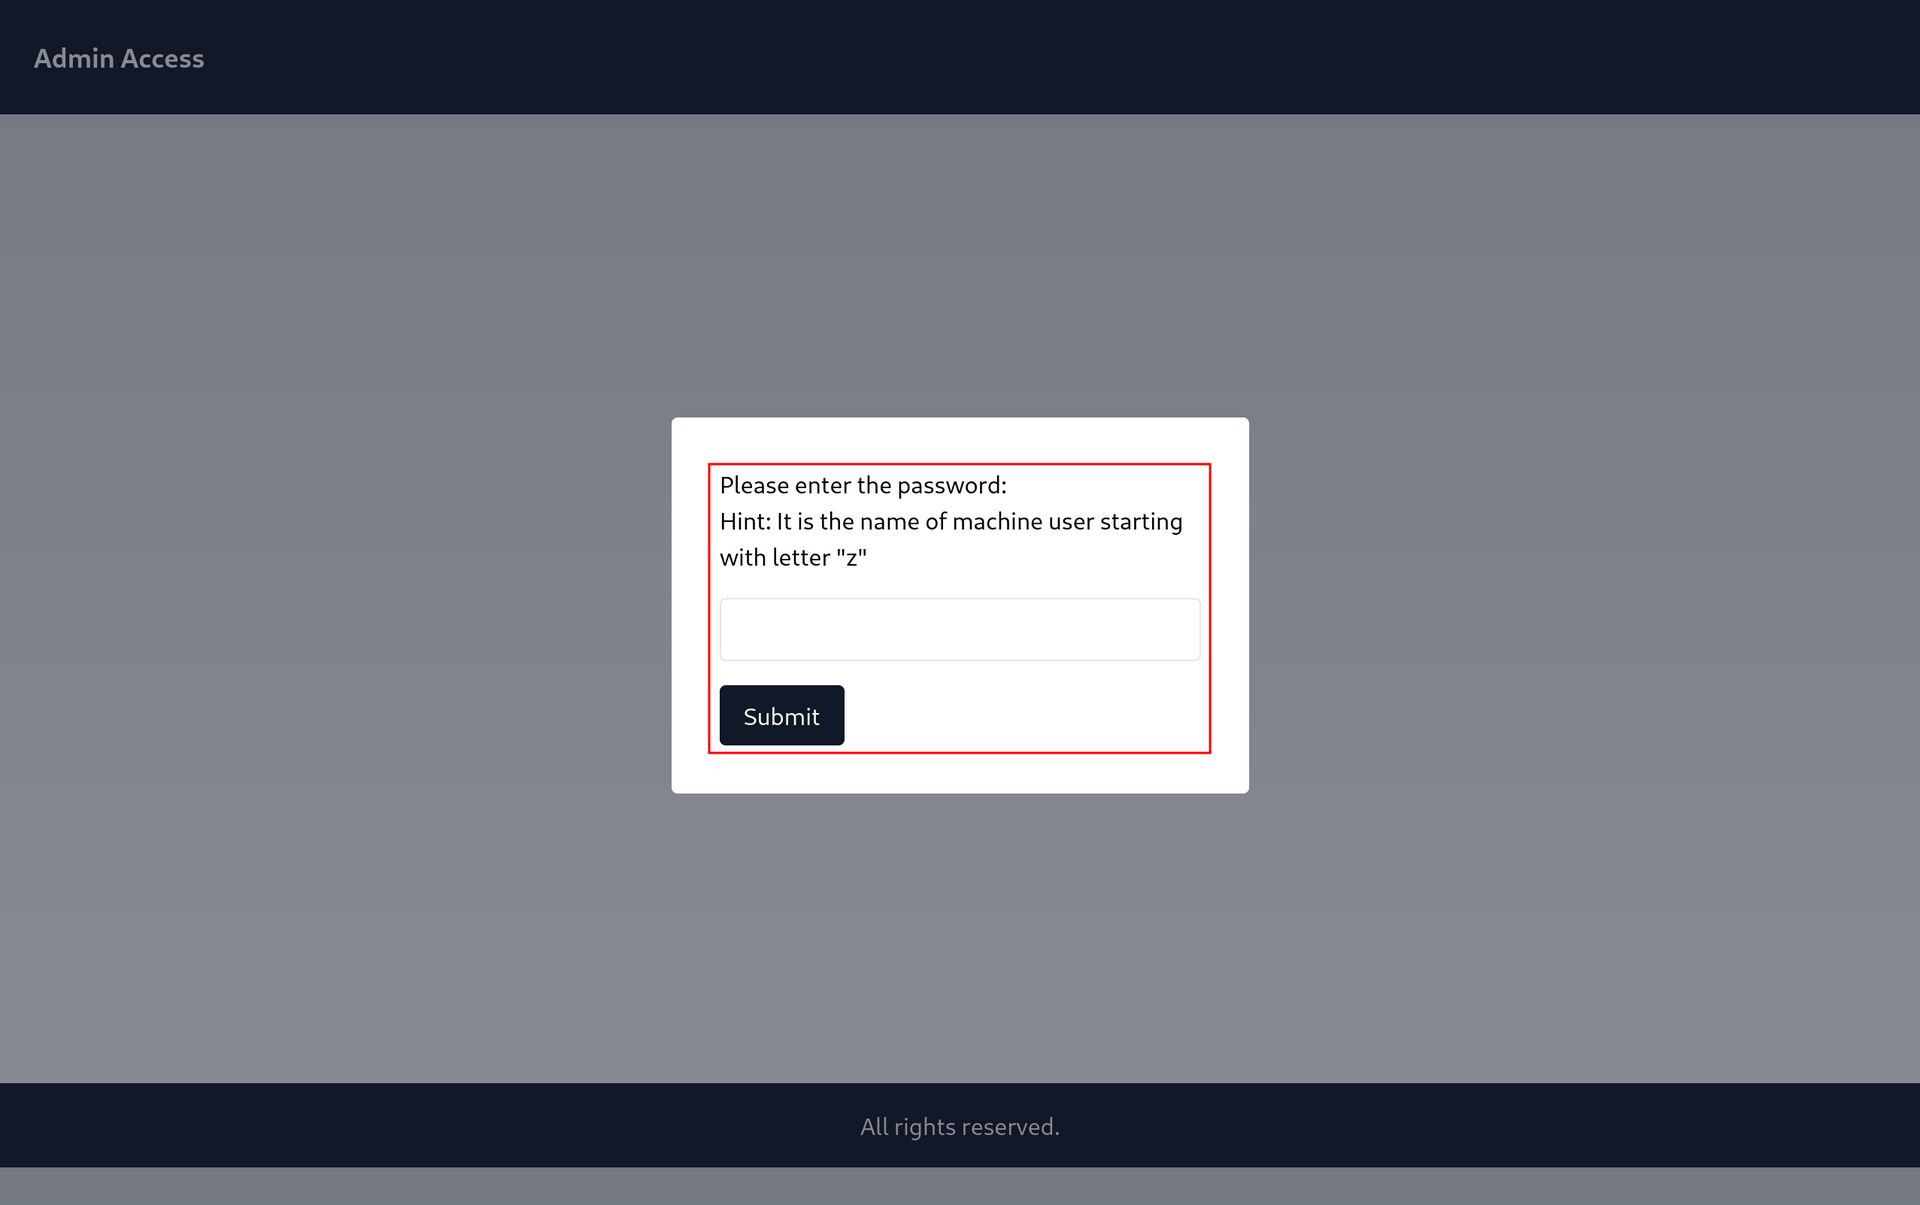 Admin Access
Please enter the password:
Hint: It is the name of machine user starting
with letter "z"
Submit
All rights reserved.